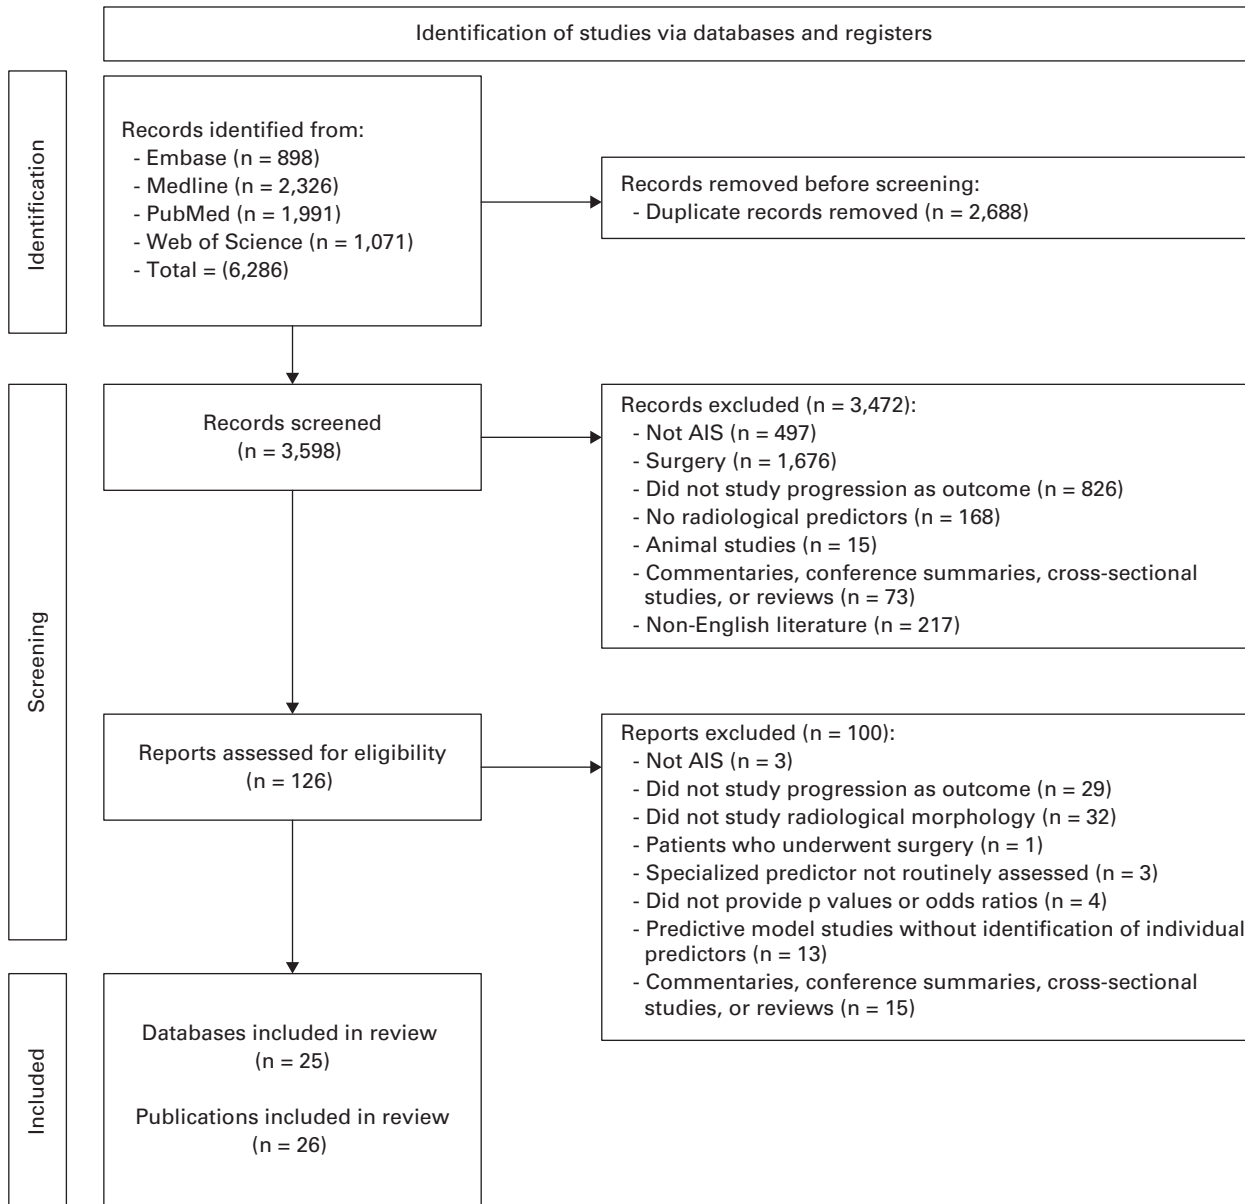 Identification of studies via databases and registers
Identification
Records identified from:
- Embase (n = 898)
- Medline (n = 2,326)
- PubMed (n = 1,991)
- Web of Science (n = 1,071)
- Total = (6,286)
Records removed before screening:
- Duplicate records removed (n = 2,688)
Screening
Records screened
(n = 3,598)
Records excluded (n = 3,472):
- Not AIS (n = 497)
- Surgery (n = 1,676)
- Did not study progression as outcome (n = 826)
- No radiological predictors (n = 168)
- Animal studies (n = 15)
- Commentaries, conference summaries, cross-sectional
studies, or reviews (n = 73)
- Non-English literature (n = 217)
Reports assessed for eligibility
(n = 126)
Reports excluded (n = 100):
- Not AIS (n = 3)
- Did not study progression as outcome (n = 29)
- Did not study radiological morphology (n = 32)
- Patients who underwent surgery (n = 1)
- Specialized predictor not routinely assessed (n = 3)
- Did not provide p values or odds ratios (n = 4)
- Predictive model studies without identification of individual
predictors (n = 13)
- Commentaries, conference summaries, cross-sectional
studies, or reviews (n = 15)
Included
Databases included in review
(n = 25)
Publications included in review
(n = 26)